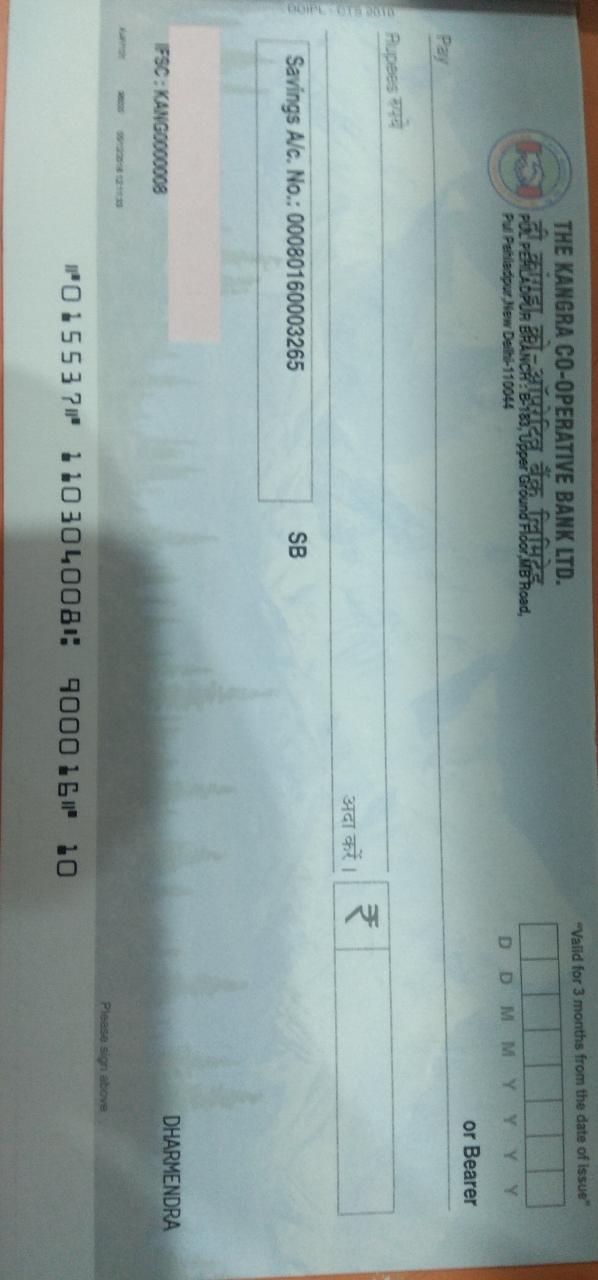 DDIPL - CTS 2010
"Valid for 3 months from the date of issue"
THE KANGRA CO-OPERATIVE BANK LTD.
दी कांगड़ा को-ऑपरेटिव बैंक लिमिटेड
PUL PEHLADPUR BRANCH : B-183, Upper Ground Floor, MB Road,
Pul Pehladpur, New Delhi-110044
D D M M Y Y Y Y
Pay
or Bearer
Rupees रुपये
अदा करें ।
₹
Savings A/c. No.: 00080160003265
SB
IFSC : KANG0000008
DHARMENDRA
Please sign above
⑈015537⑈ 110304008⑆ 900016⑈ 10